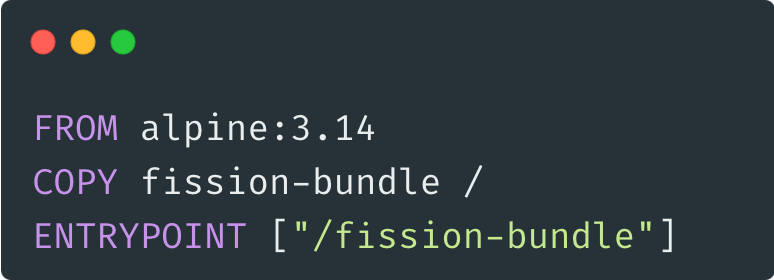 FROM alpine:3.14
COPY fission-bundle /
ENTRYPOINT ["/fission-bundle"]